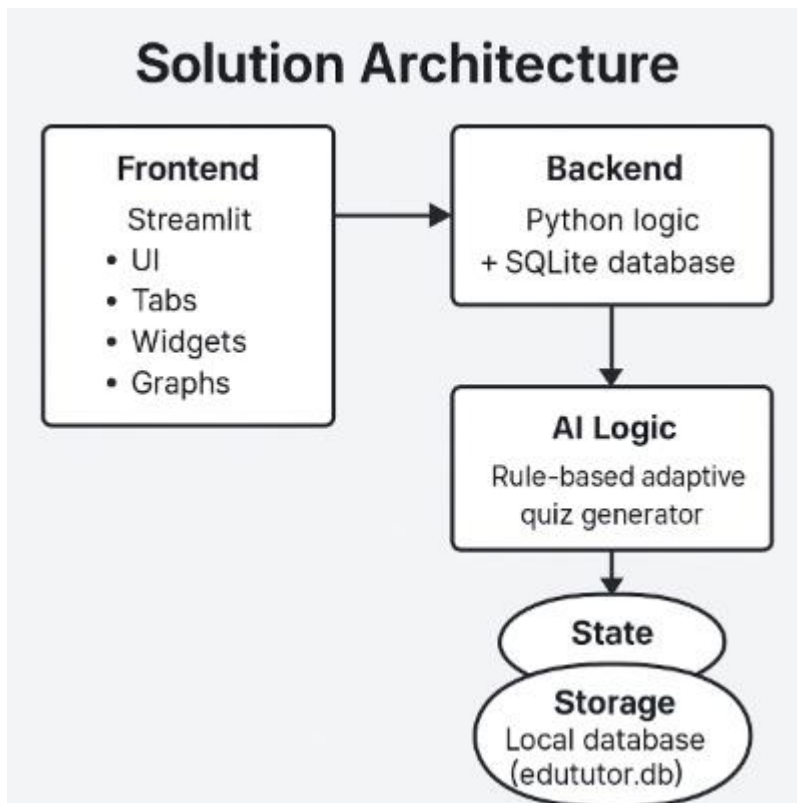 Solution Architecture
Frontend
Streamlit
• UI
• Tabs
• Widgets
• Graphs
Backend
Python logic
+ SQLite database
AI Logic
Rule-based adaptive
quiz generator
State
Storage
Local database
(edututor.db)